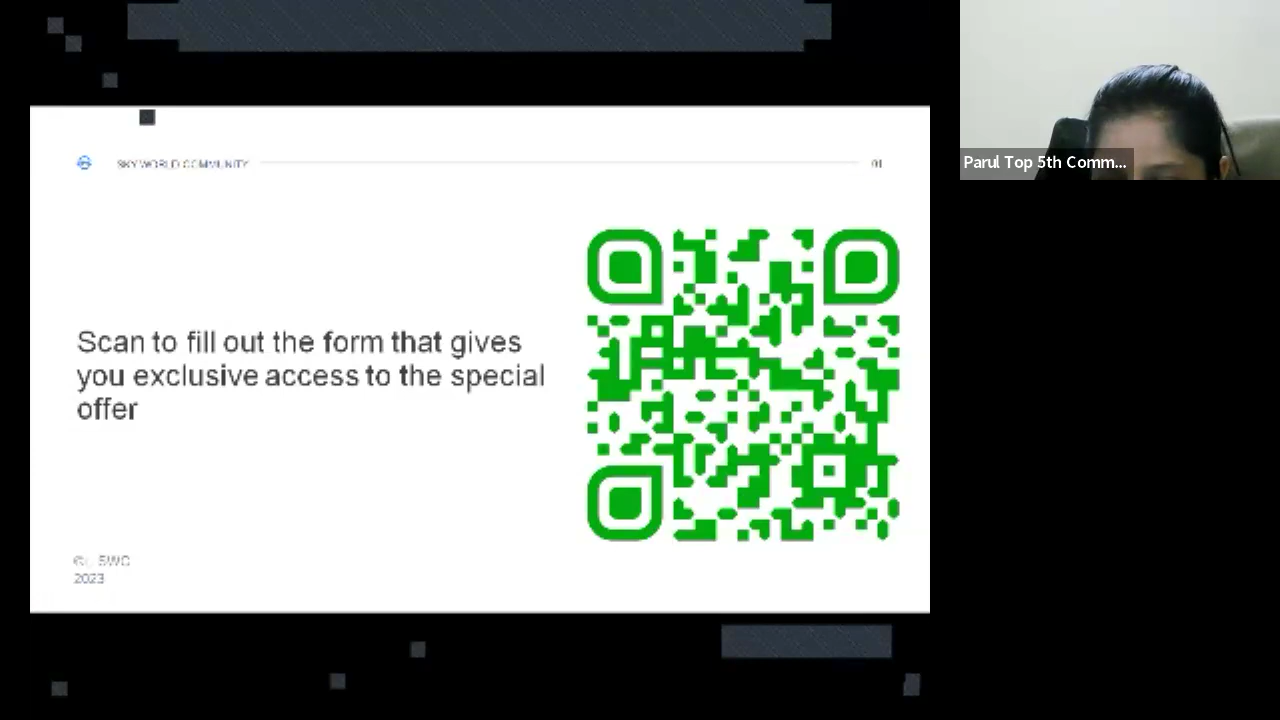 SKY WORLD COMMUNITY
01
Scan to fill out the form that gives
you exclusive access to the special
offer
SWC
2023
Parul Top 5th Comm...